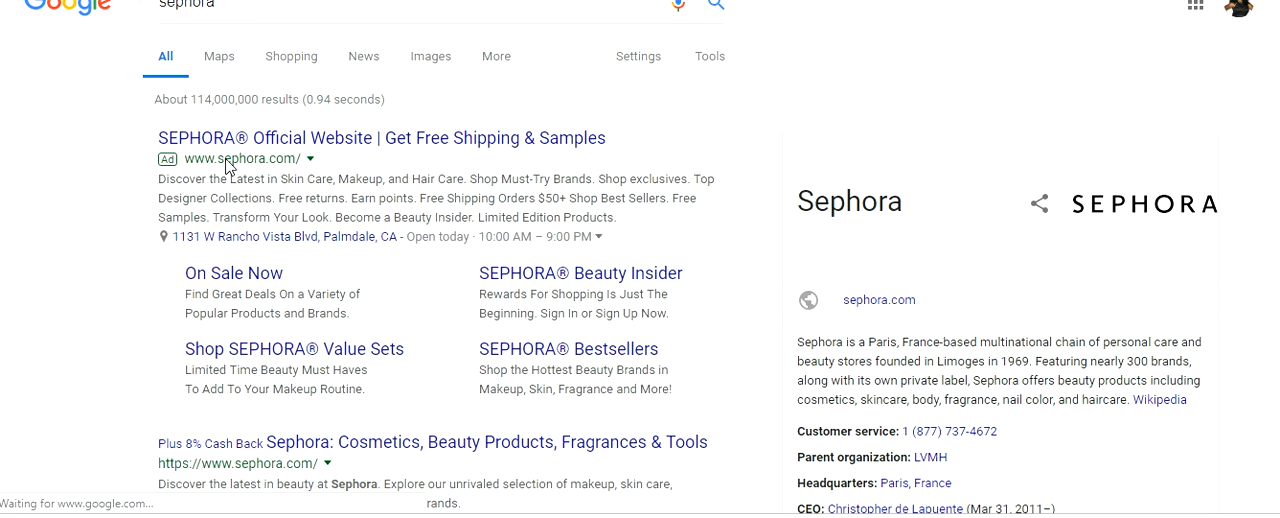 Google
sephora
All Maps Shopping News Images More Settings Tools
About 114,000,000 results (0.94 seconds)
SEPHORA® Official Website | Get Free Shipping & Samples
Ad www.sephora.com/
Discover the Latest in Skin Care, Makeup, and Hair Care. Shop Must-Try Brands. Shop exclusives. Top
Designer Collections. Free returns. Earn points. Free Shipping Orders $50+ Shop Best Sellers. Free
Samples. Transform Your Look. Become a Beauty Insider. Limited Edition Products.
1131 W Rancho Vista Blvd, Palmdale, CA - Open today · 10:00 AM – 9:00 PM
On Sale Now
Find Great Deals On a Variety of
Popular Products and Brands.
SEPHORA® Beauty Insider
Rewards For Shopping Is Just The
Beginning. Sign In or Sign Up Now.
Shop SEPHORA® Value Sets
Limited Time Beauty Must Haves
To Add To Your Makeup Routine.
SEPHORA® Bestsellers
Shop the Hottest Beauty Brands in
Makeup, Skin, Fragrance and More!
Plus 8% Cash Back Sephora: Cosmetics, Beauty Products, Fragrances & Tools
https://www.sephora.com/
Discover the latest in beauty at Sephora. Explore our unrivaled selection of makeup, skin care,
rands.
Waiting for www.google.com...
Sephora
SEPHORA
sephora.com
Sephora is a Paris, France-based multinational chain of personal care and
beauty stores founded in Limoges in 1969. Featuring nearly 300 brands,
along with its own private label, Sephora offers beauty products including
cosmetics, skincare, body, fragrance, nail color, and haircare. Wikipedia
Customer service: 1 (877) 737-4672
Parent organization: LVMH
Headquarters: Paris, France
CEO: Christopher de Lapuente (Mar 31, 2011–)